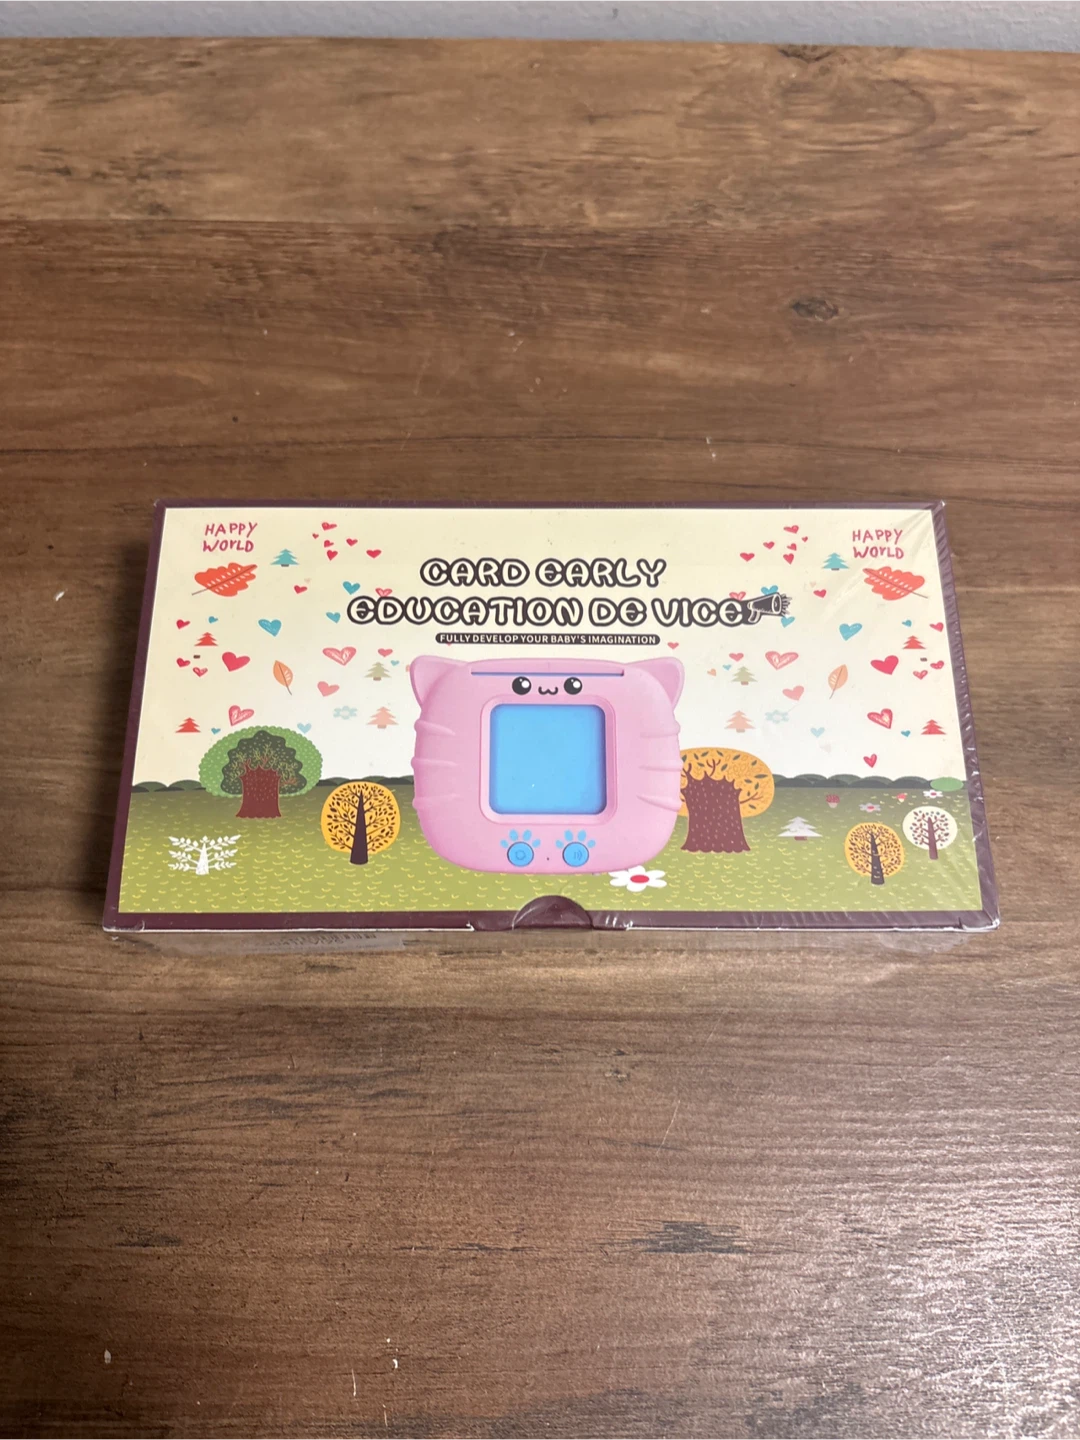 HAPPY
WORLD
HAPPY
WORLD
CARD EARLY
EDUCATION DE VICE
FULLY DEVELOP YOUR BABY'S IMAGINATION